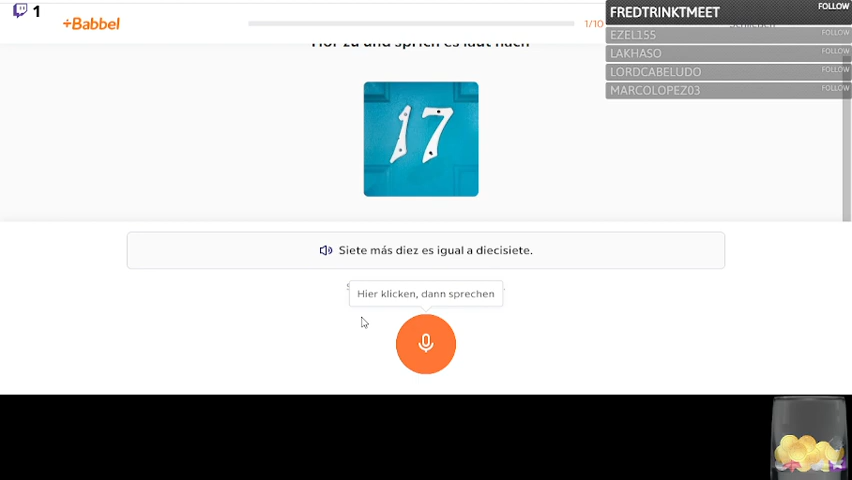 1
+Babbel
1/10
FREDTRINKTMEET FOLLOW
EZEL155 FOLLOW
LAKHASO FOLLOW
LORDCABELUDO FOLLOW
MARCOLOPEZ03 FOLLOW
Hör zu und sprich es laut nach
17
Siete más diez es igual a diecisiete.
Hier klicken, dann sprechen